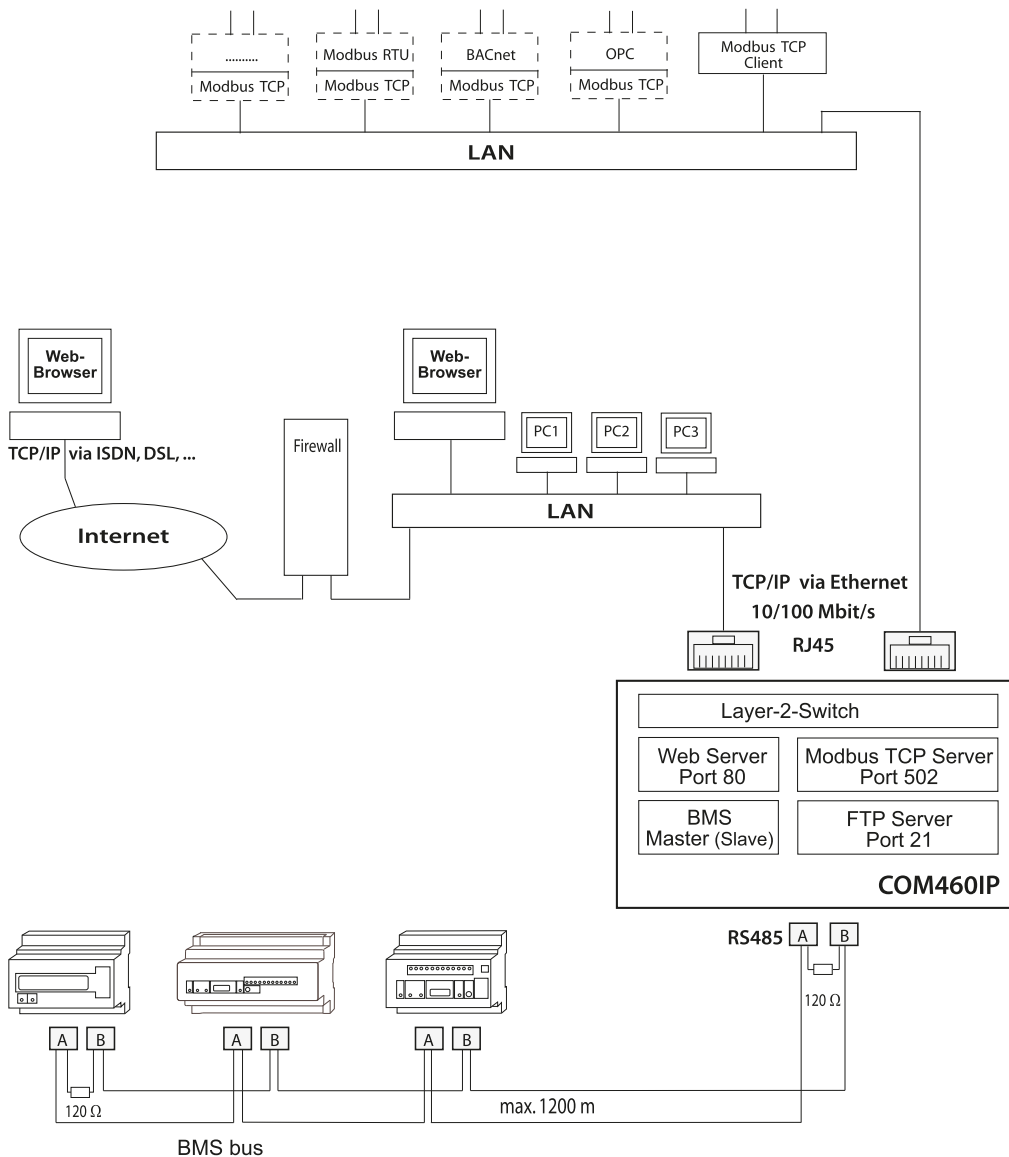 ..........
Modbus TCP
Modbus RTU
Modbus TCP
BACnet
Modbus TCP
OPC
Modbus TCP
Modbus TCP
Client
LAN
Web-
Browser
TCP/IP via ISDN, DSL, ...
Internet
Firewall
Web-
Browser
PC1
PC2
PC3
LAN
TCP/IP via Ethernet
10/100 Mbit/s
RJ45
Layer-2-Switch
Web Server
Port 80
Modbus TCP Server
Port 502
BMS
Master (Slave)
FTP Server
Port 21
COM460IP
RS485
A
B
120 Ω
A
B
A
B
A
B
120 Ω
max. 1200 m
BMS bus